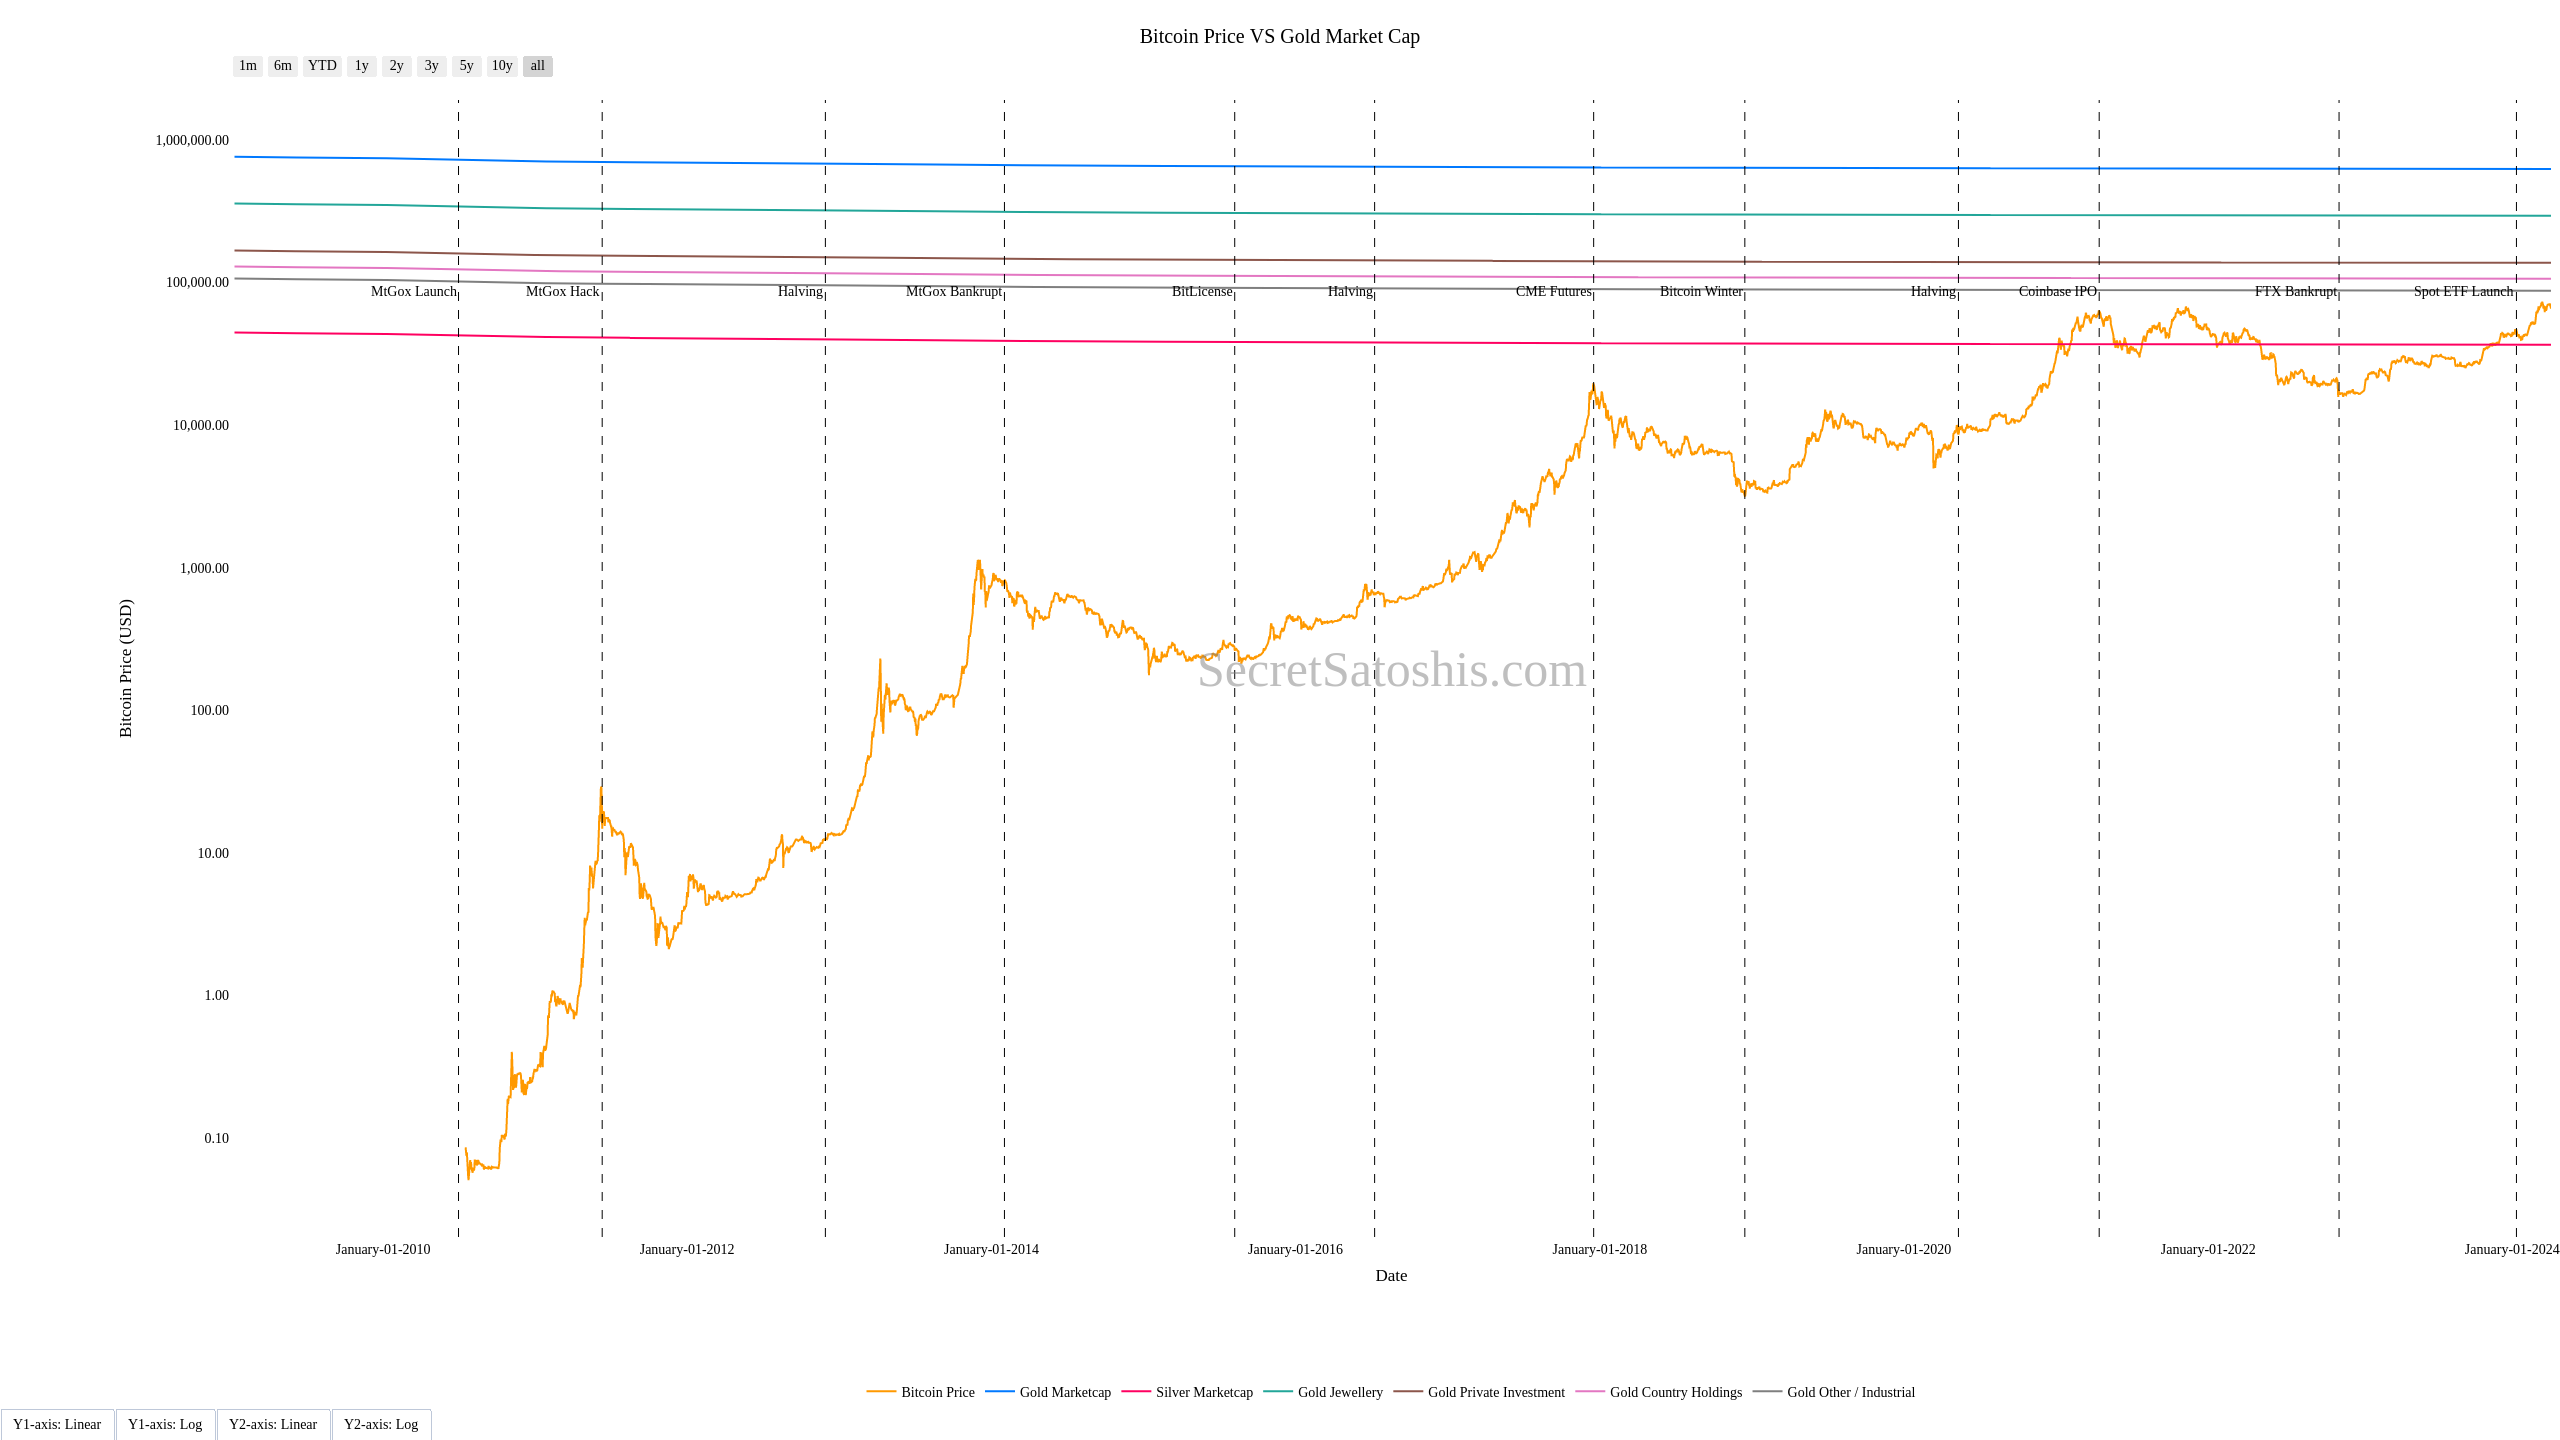 Bitcoin Price VS Gold Market Cap
1m 6m YTD 1y 2y 3y 5y 10y all
1,000,000.00
100,000.00
MtGox Launch MtGox Hack Halving MtGox Bankrupt BitLicense Halving CME Futures Bitcoin Winter Halving Coinbase IPO FTX Bankrupt Spot ETF Launch
10,000.00
1,000.00
Bitcoin Price (USD)
SecretSatoshis.com
100.00
10.00
1.00
0.10
January-01-2010 January-01-2012 January-01-2014 January-01-2016 January-01-2018 January-01-2020 January-01-2022 January-01-2024
Date
Bitcoin Price Gold Marketcap Silver Marketcap Gold Jewellery Gold Private Investment Gold Country Holdings Gold Other / Industrial
Y1-axis: Linear Y1-axis: Log Y2-axis: Linear Y2-axis: Log